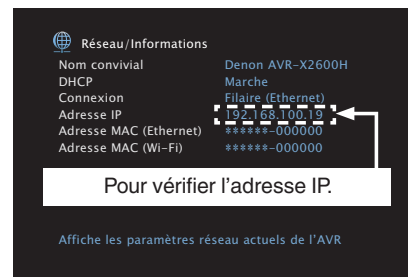 Réseau/Informations
Nom convivial Denon AVR-X2600H
DHCP Marche
Connexion Filaire (Ethernet)
Adresse IP 192.168.100.19
Adresse MAC (Ethernet) ******-000000
Adresse MAC (Wi-Fi) ******-000000
Pour vérifier l’adresse IP.
Affiche les paramètres réseau actuels de l'AVR